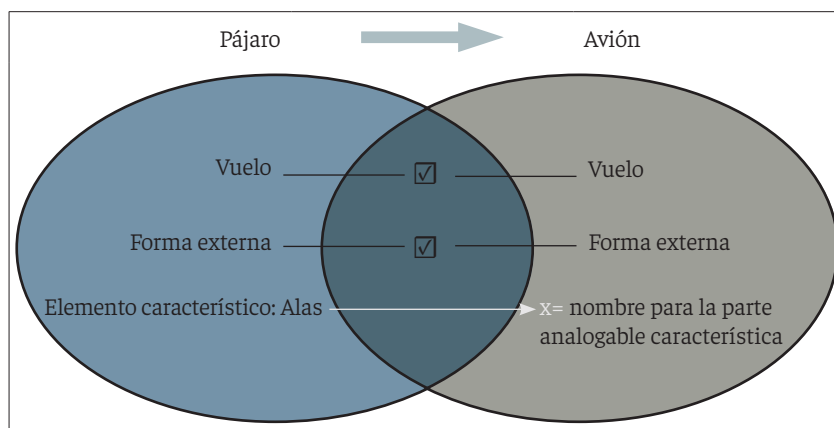 Pájaro Avión
Vuelo ☑ Vuelo
Forma externa ☑ Forma externa
Elemento característico: Alas x= nombre para la parte
analogable característica